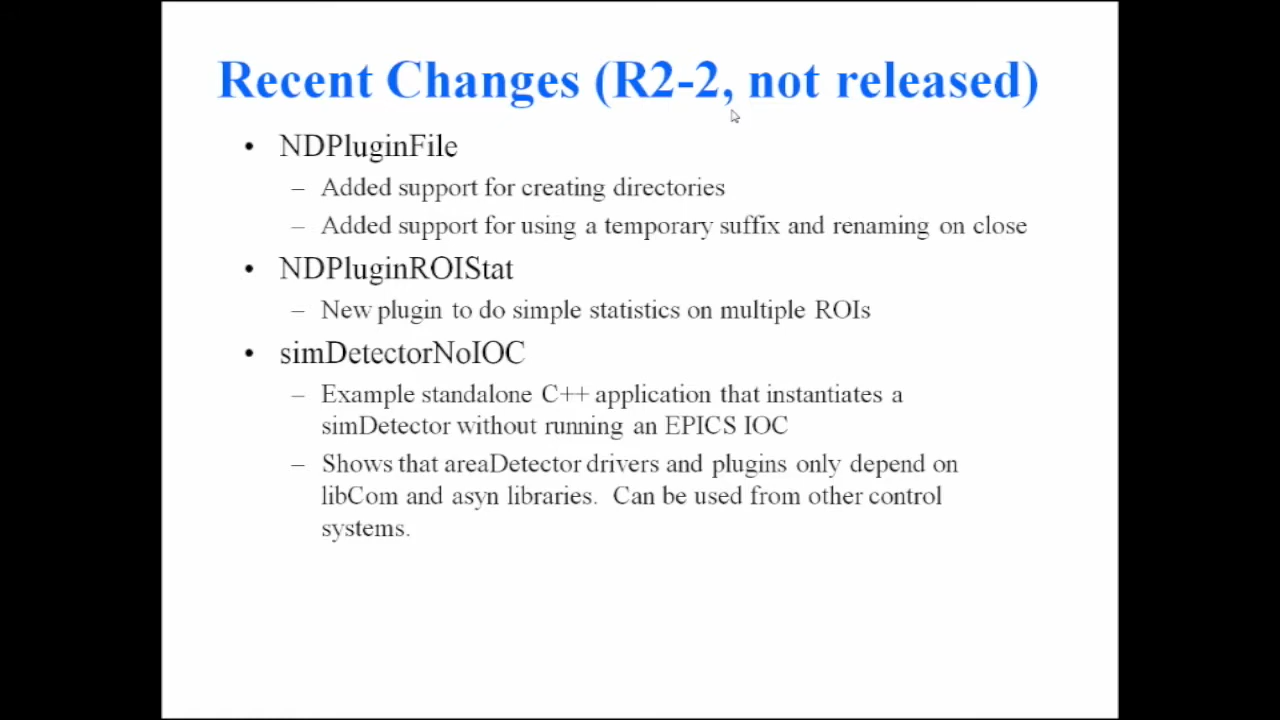 Recent Changes (R2-2, not released)
• NDPluginFile
– Added support for creating directories
– Added support for using a temporary suffix and renaming on close
• NDPluginROIStat
– New plugin to do simple statistics on multiple ROIs
• simDetectorNoIOC
– Example standalone C++ application that instantiates a
simDetector without running an EPICS IOC
– Shows that areaDetector drivers and plugins only depend on
libCom and asyn libraries.  Can be used from other control
systems.